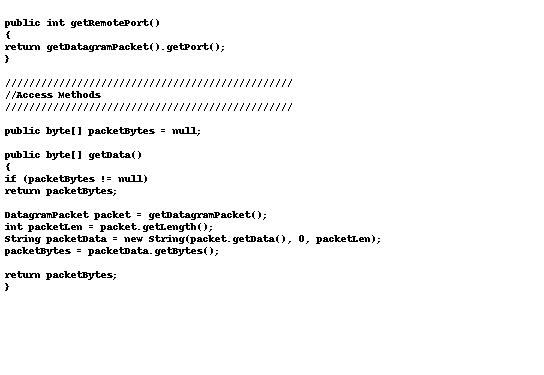 public int getRemotePort()
{
return getDatagramPacket().getPort();
}
////////////////////////////////////////////////
//Access Methods
////////////////////////////////////////////////
public byte[] packetBytes = null;
public byte[] getData()
{
if (packetBytes != null)
return packetBytes;
DatagramPacket packet = getDatagramPacket();
int packetLen = packet.getLength();
String packetData = new String(packet.getData(), 0, packetLen);
packetBytes = packetData.getBytes();
return packetBytes;
}